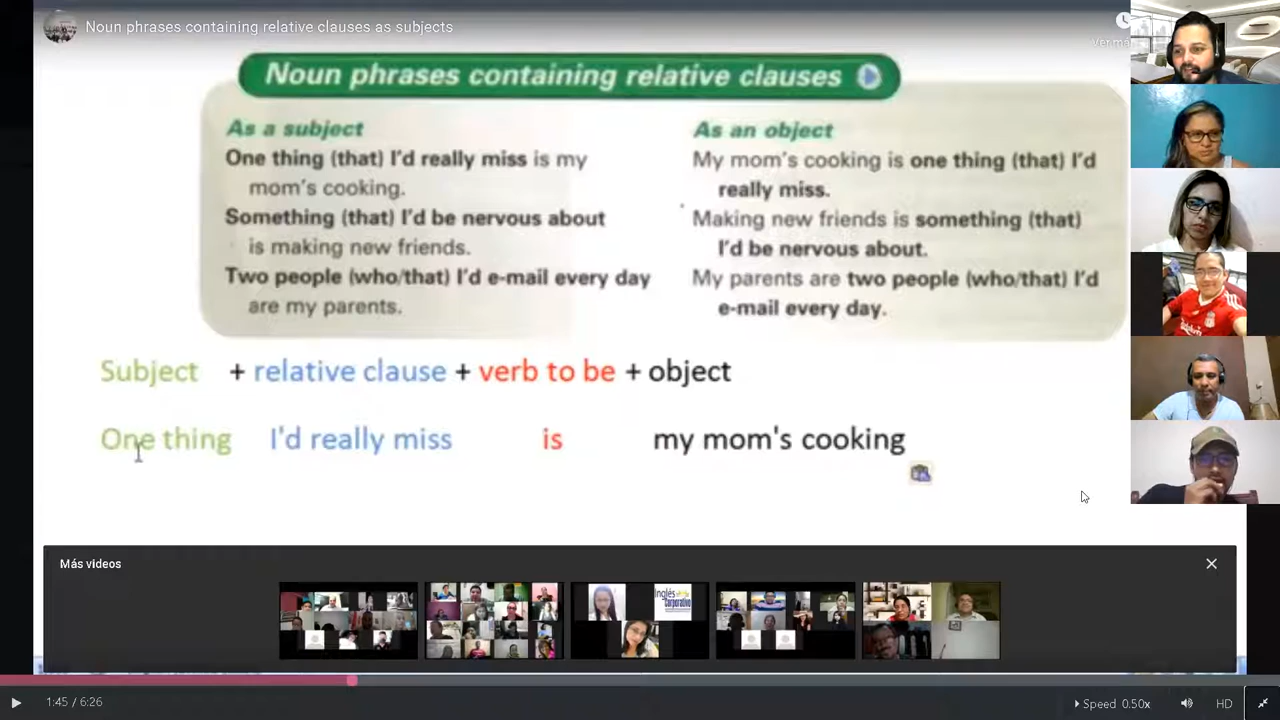 Noun phrases containing relative clauses as subjects
Ver má
Noun phrases containing relative clauses
As a subject
One thing (that) I'd really miss is my
mom's cooking.
Something (that) I'd be nervous about
is making new friends.
Two people (who/that) I'd e-mail every day
are my parents.
As an object
My mom's cooking is one thing (that) I'd
really miss.
Making new friends is something (that)
I'd be nervous about.
My parents are two people (who/that) I'd
e-mail every day.
Subject + relative clause + verb to be + object
One thing I'd really miss is my mom's cooking
Más videos
Inglés
Corporativo
1:45 / 6:26
Speed 0.50x
HD